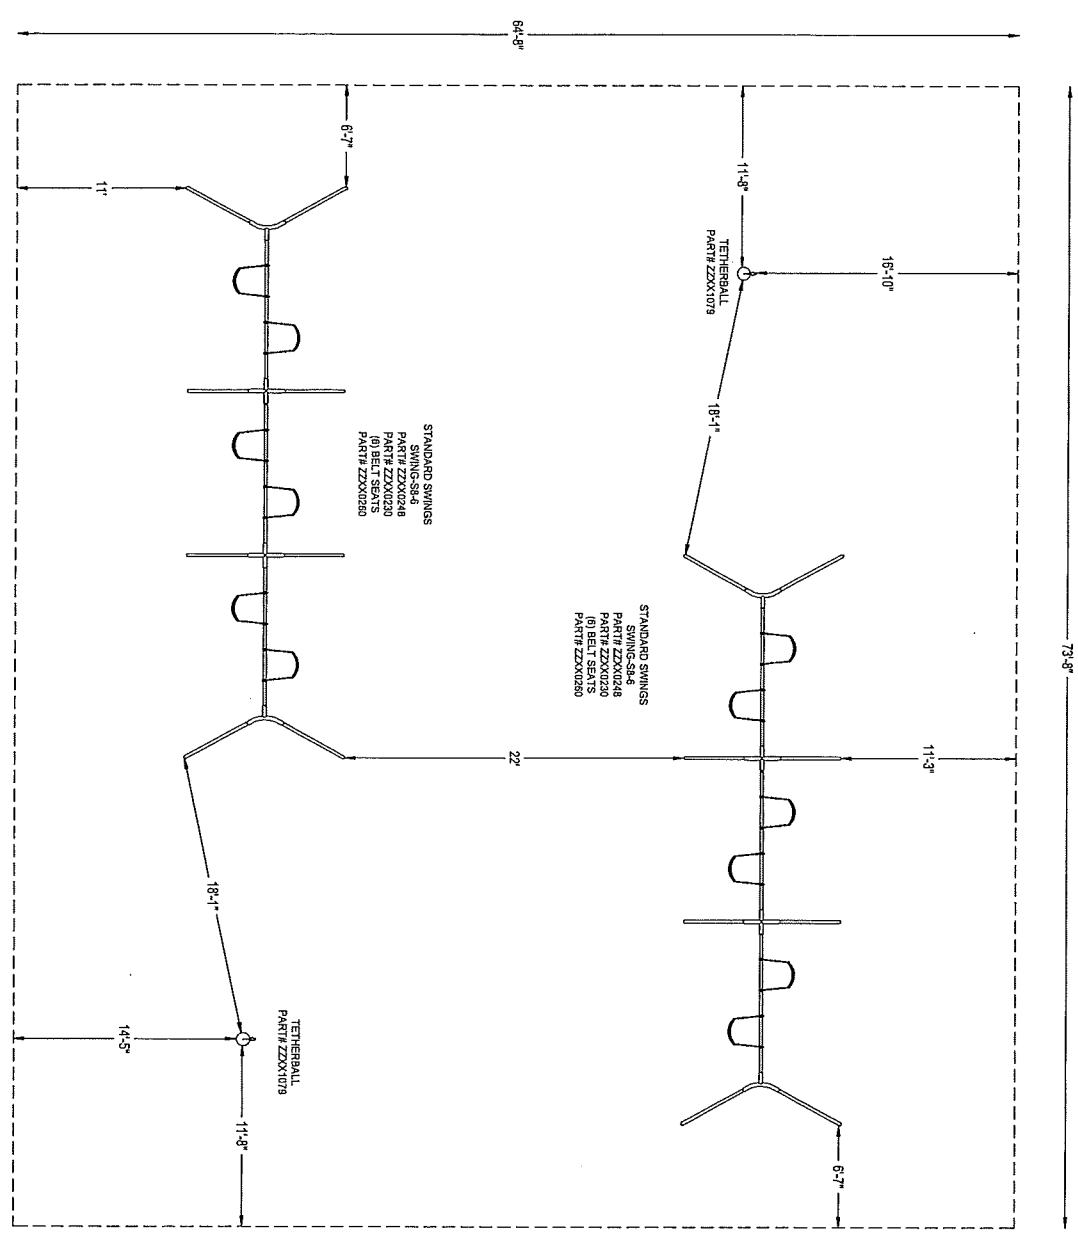 64'-8"
73'-8"
6'-7"
11'
11'-8"
16'-10"
TETHERBALL
PART# ZZXX1079
18'-1"
STANDARD SWINGS
SWING-S8-6
PART# ZZXX0248
PART# ZZXX0230
(6) BELT SEATS
PART# ZZXX0260
STANDARD SWINGS
SWING-S8-6
PART# ZZXX0248
PART# ZZXX0230
(6) BELT SEATS
PART# ZZXX0260
22'
11'-3"
18'-1"
14'-5"
TETHERBALL
PART# ZZXX1079
11'-8"
6'-7"